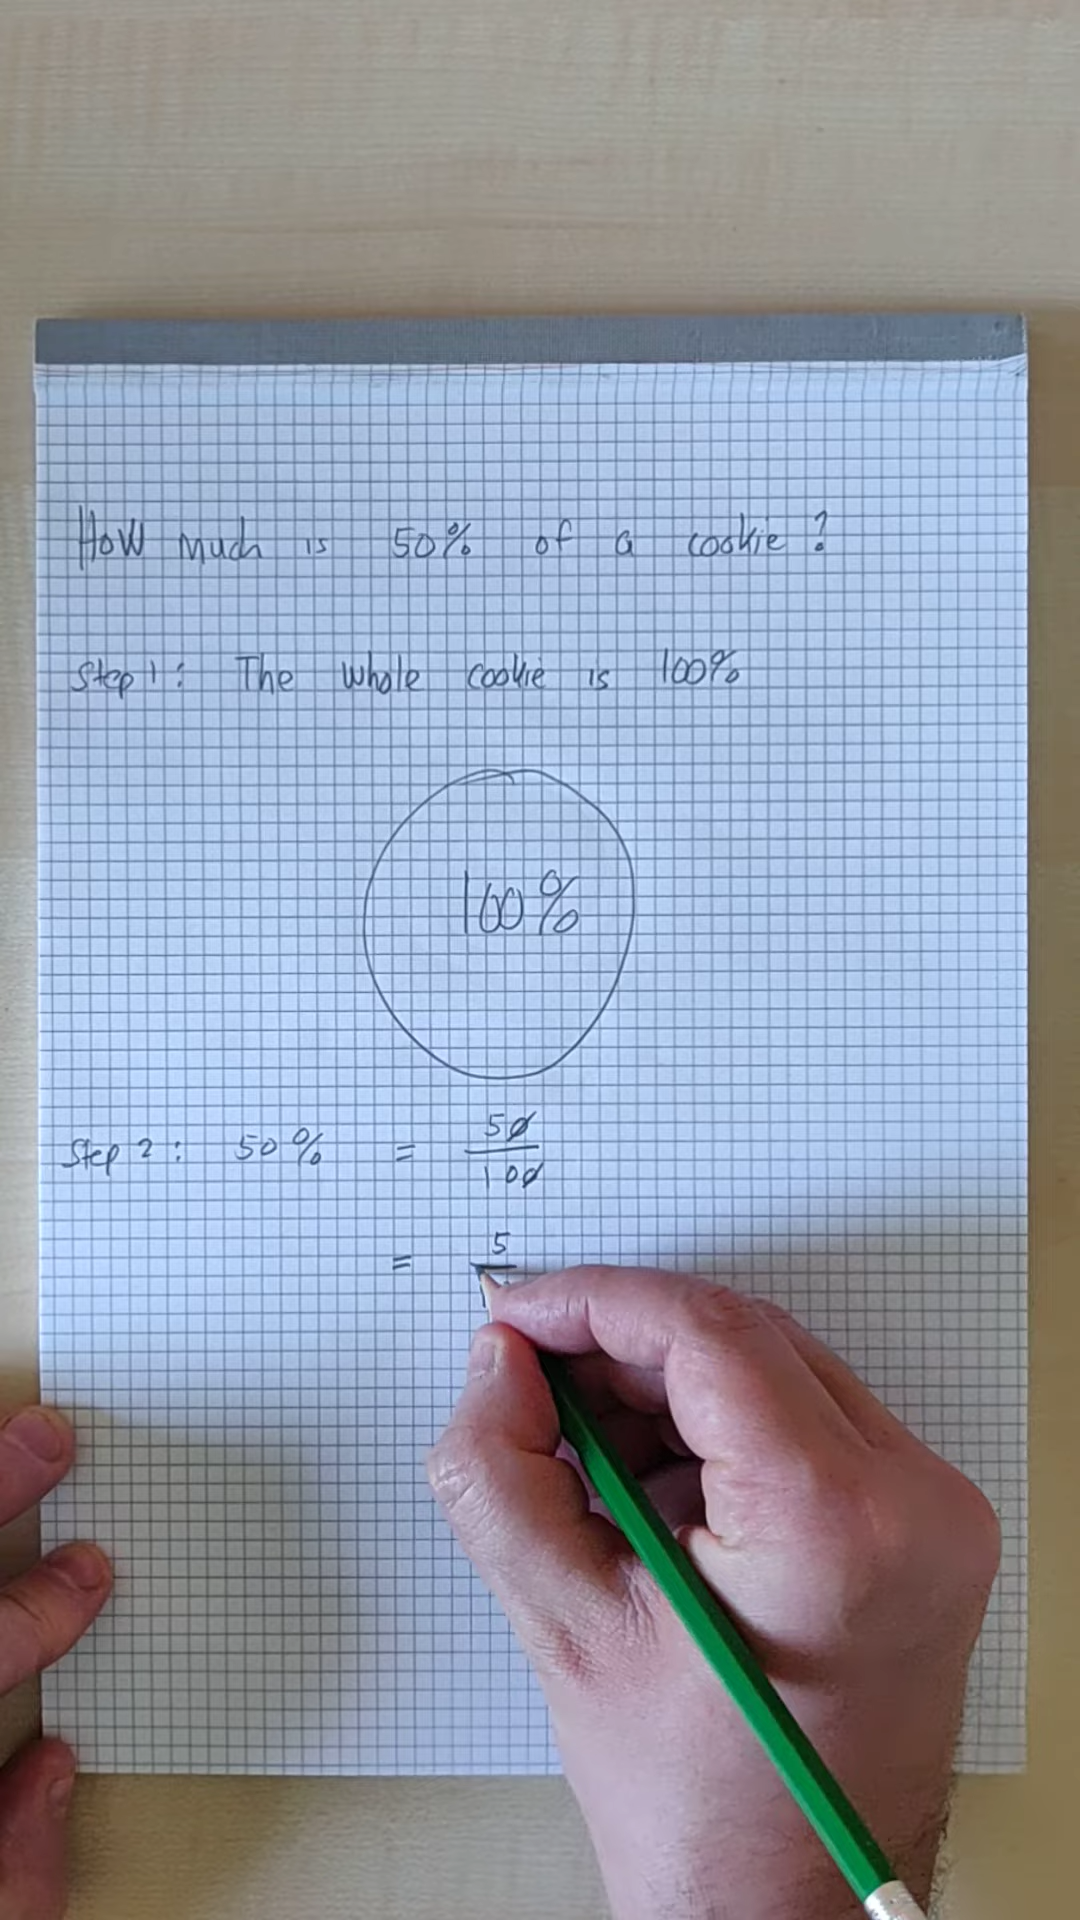 How much is 50% of a cookie?
Step 1: The whole cookie is 100%
100%
Step 2: 50% = 50/100
= 5/